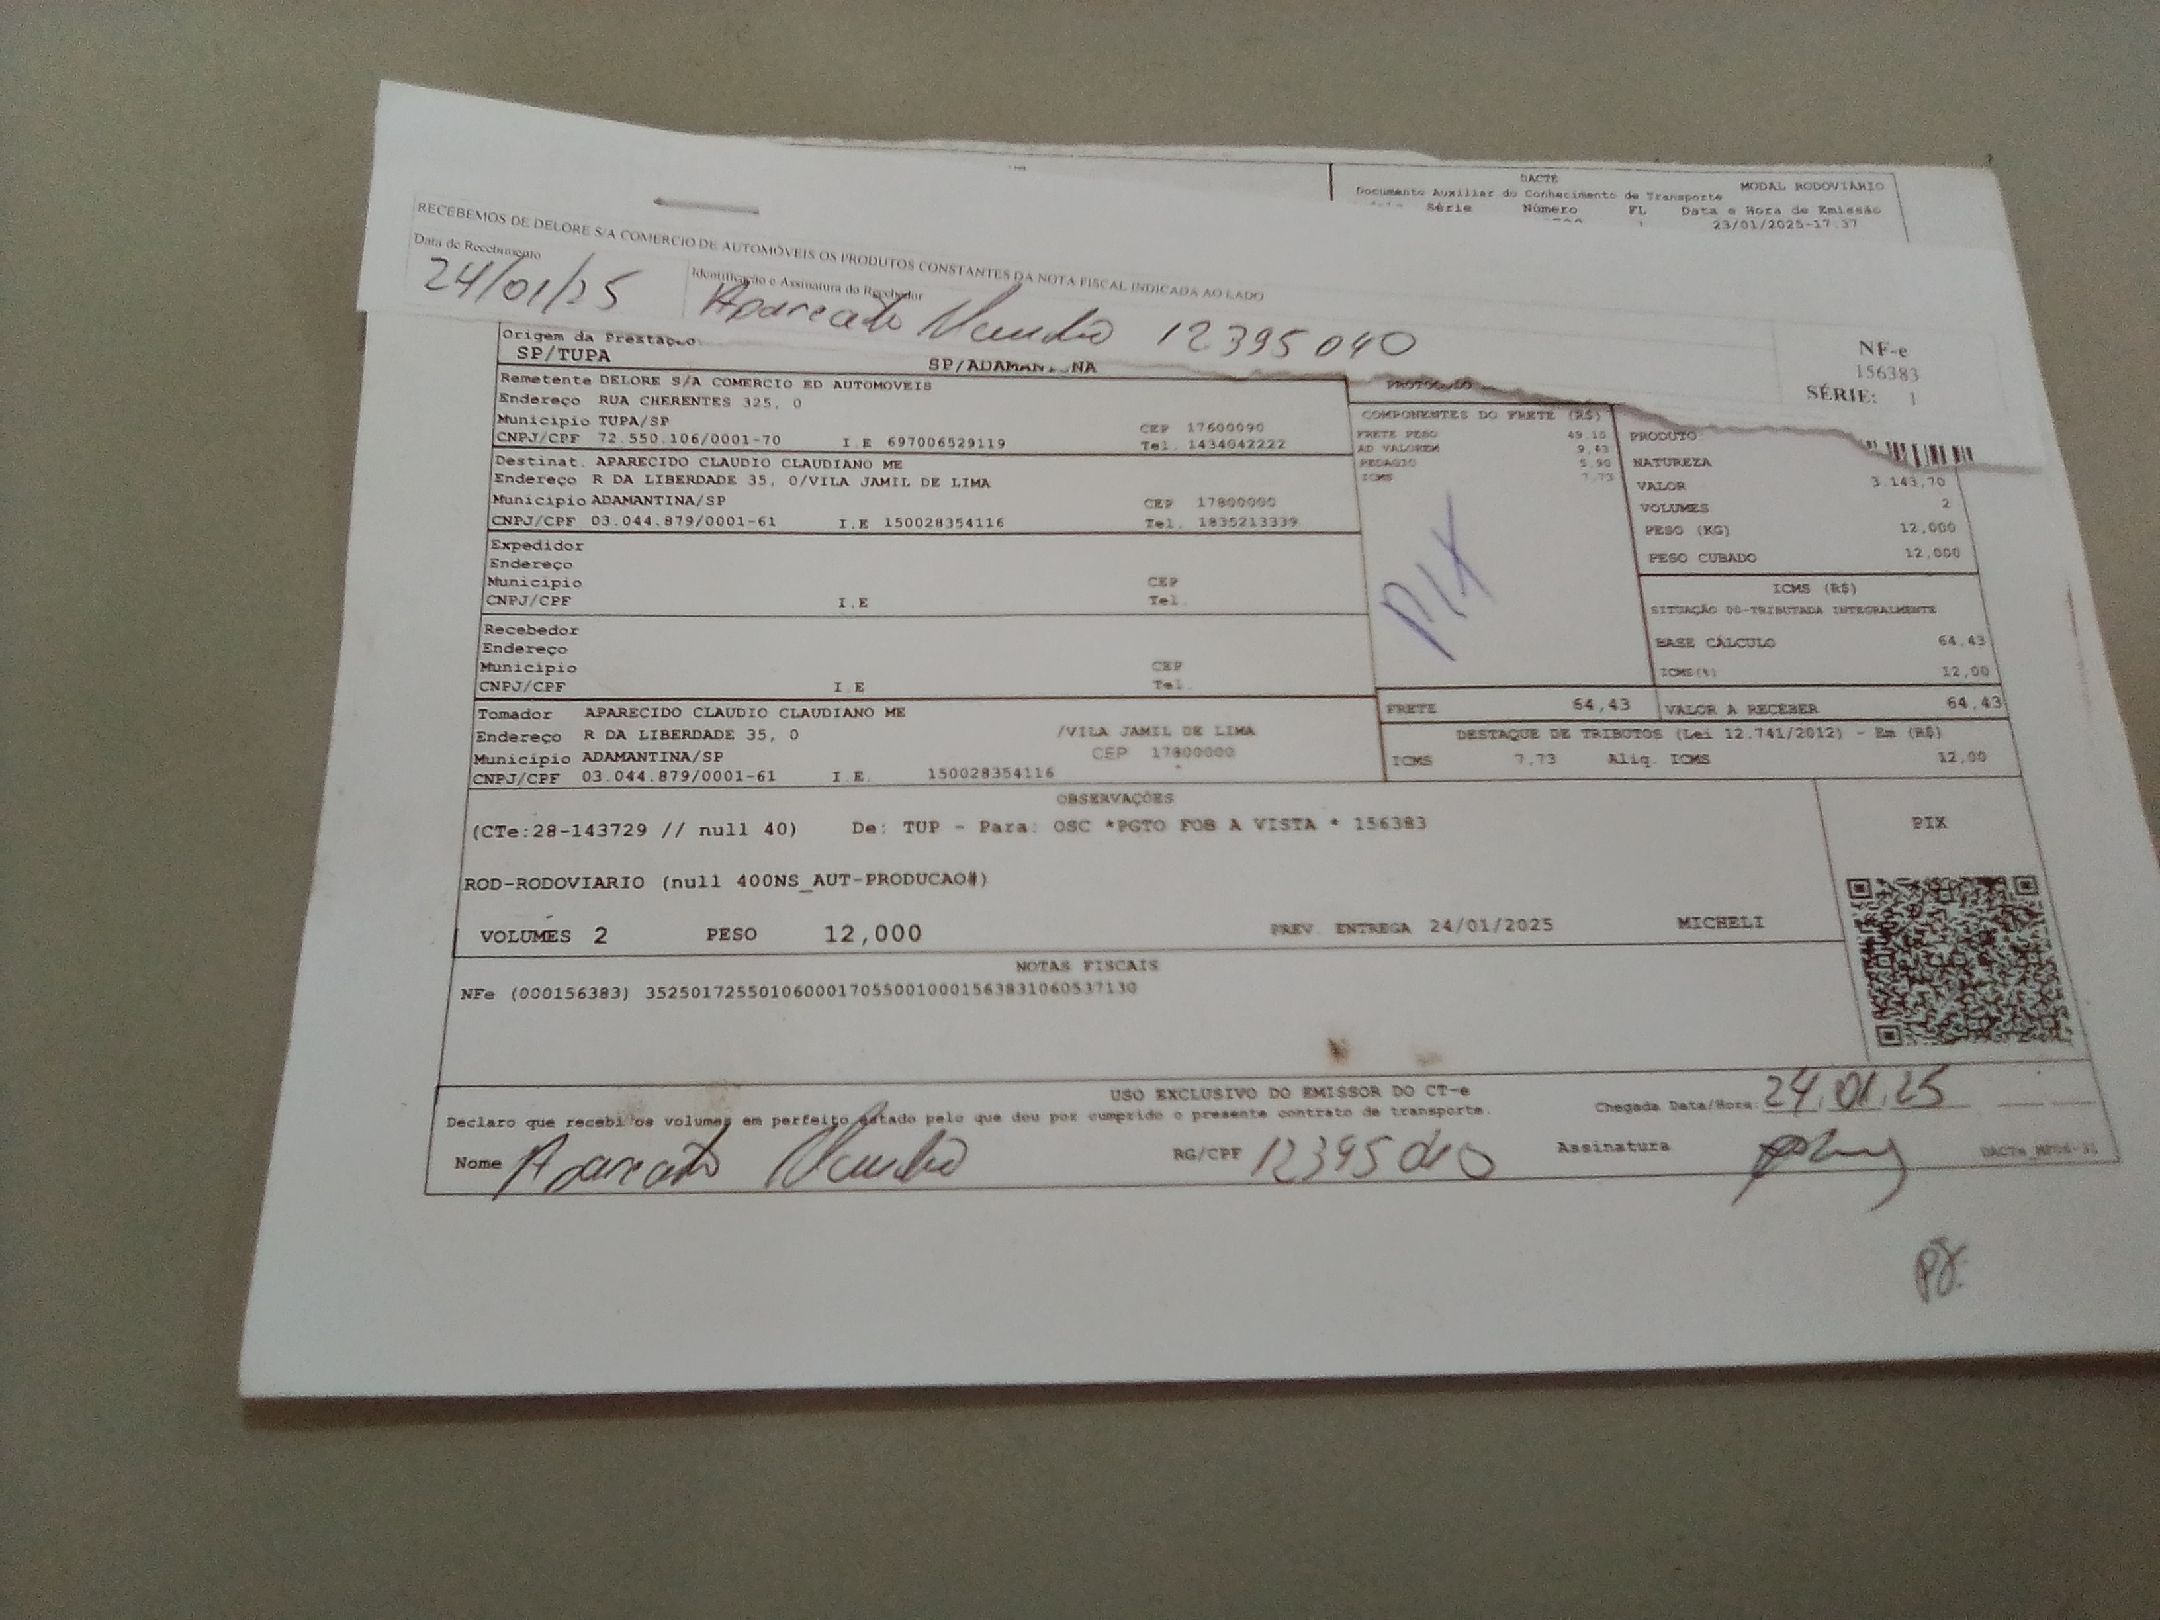 DACTE
Documento Auxiliar do Conhecimento de Transporte
MODAL RODOVIÁRIO
Série Número FL Data e Hora de Emissão
23/01/2025-17.37
RECEBEMOS DE DELORE S/A COMERCIO DE AUTOMÓVEIS OS PRODUTOS CONSTANTES DA NOTA FISCAL INDICADA AO LADO
Data do Recebimento
24/01/25
Identificação e Assinatura do Recebedor
12395040
NF-e
156383
SÉRIE: 1
Origem da Prestação
SP/TUPA
Remetente DELORE S/A COMERCIO ED AUTOMOVEIS
Endereço RUA CHERENTES 325, 0
Município TUPA/SP CEP 17600090
CNPJ/CPF 72.550.106/0001-70 I.E 697006529119 Tel. 1434042222
Destinat. APARECIDO CLAUDIO CLAUDIANO ME
Endereço R DA LIBERDADE 35, 0/VILA JAMIL DE LIMA
Município ADAMANTINA/SP CEP 17800000
CNPJ/CPF 03.044.879/0001-61 I.E 150028354116 Tel. 1835213339
Expedidor
Endereço
Município CEP
CNPJ/CPF I.E Tel.
Recebedor
Endereço
Município CEP
CNPJ/CPF I.E Tel.
Tomador APARECIDO CLAUDIO CLAUDIANO ME
Endereço R DA LIBERDADE 35, 0 /VILA JAMIL DE LIMA
Município ADAMANTINA/SP CEP 17800000
CNPJ/CPF 03.044.879/0001-61 I.E. 150028354116
PROTOCOLO
COMPONENTES DO FRETE (R$)
FRETE PESO
AD VALOREM 9,43
PEDAGIO 5,90
ICMS 7,73
PIX
FRETE 64,43
PRODUTO
NATUREZA
VALOR 3.143,70
VOLUMES 2
PESO (KG) 12,000
PESO CUBADO 12,000
ICMS (R$)
SITUAÇÃO 00-TRIBUTADA INTEGRALMENTE
BASE CÁLCULO 64,43
ICMS(%) 12,00
VALOR A RECEBER 64,43
DESTAQUE DE TRIBUTOS (Lei 12.741/2012) - Em (R$)
ICMS 7,73 Aliq. ICMS 12,00
OBSERVAÇÕES
(CTe:28-143729 // null 40) De: TUP - Para: OSC *PGTO FOB A VISTA * 156383
ROD-RODOVIARIO (null 400NS_AUT-PRODUCAO#)
VOLUMES 2 PESO 12,000 PREV. ENTREGA 24/01/2025 MICHELI
PIX
NOTAS FISCAIS
NFe (000156383) 35250172550106000170550010001563831060537130
USO EXCLUSIVO DO EMISSOR DO CT-e
Declaro que recebi os volumes em perfeito estado pelo que dou por cumprido o presente contrato de transporte.
Chegada Data/Hora: 24.01.25
Nome
RG/CPF 12395040
Assinatura